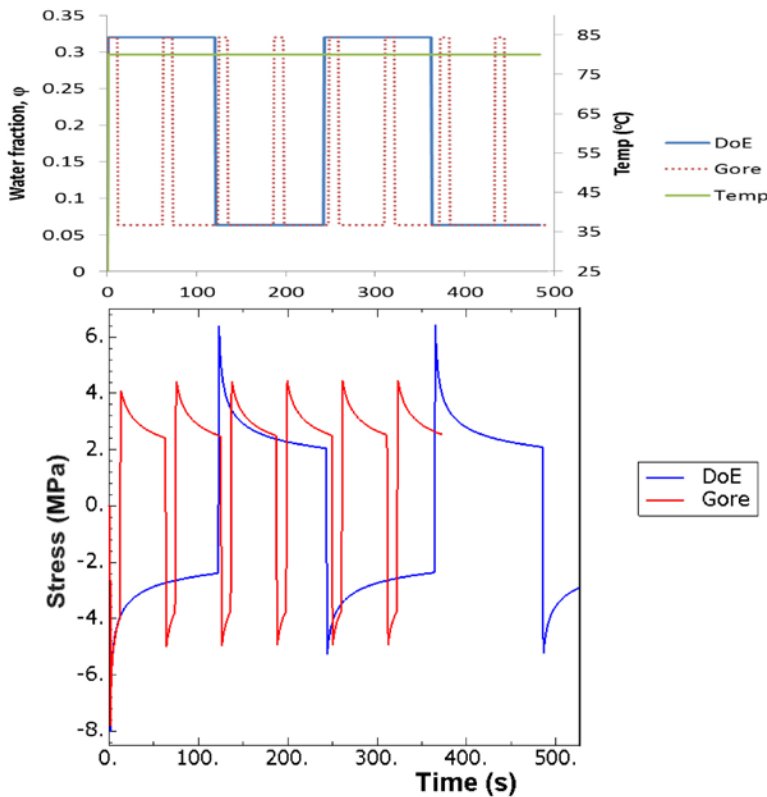 0.35
0.3
0.25
0.2
0.15
0.1
0.05
0
Water fraction, φ
85
75
65
55
45
35
25
Temp (°C)
0 100 200 300 400 500
DoE
Gore
Temp
6.
4.
2.
0.
-2.
-4.
-6.
-8.
Stress (MPa)
0. 100. 200. 300. 400. 500.
Time (s)
DoE
Gore